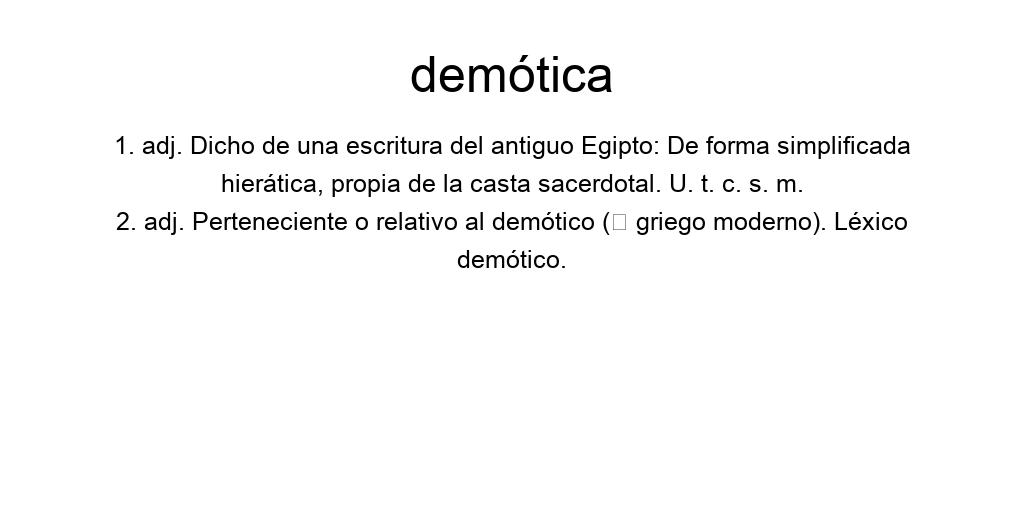 demótica
1. adj. Dicho de una escritura del antiguo Egipto: De forma simplificada
hierática, propia de la casta sacerdotal. U. t. c. s. m.
2. adj. Perteneciente o relativo al demótico (□ griego moderno). Léxico
demótico.